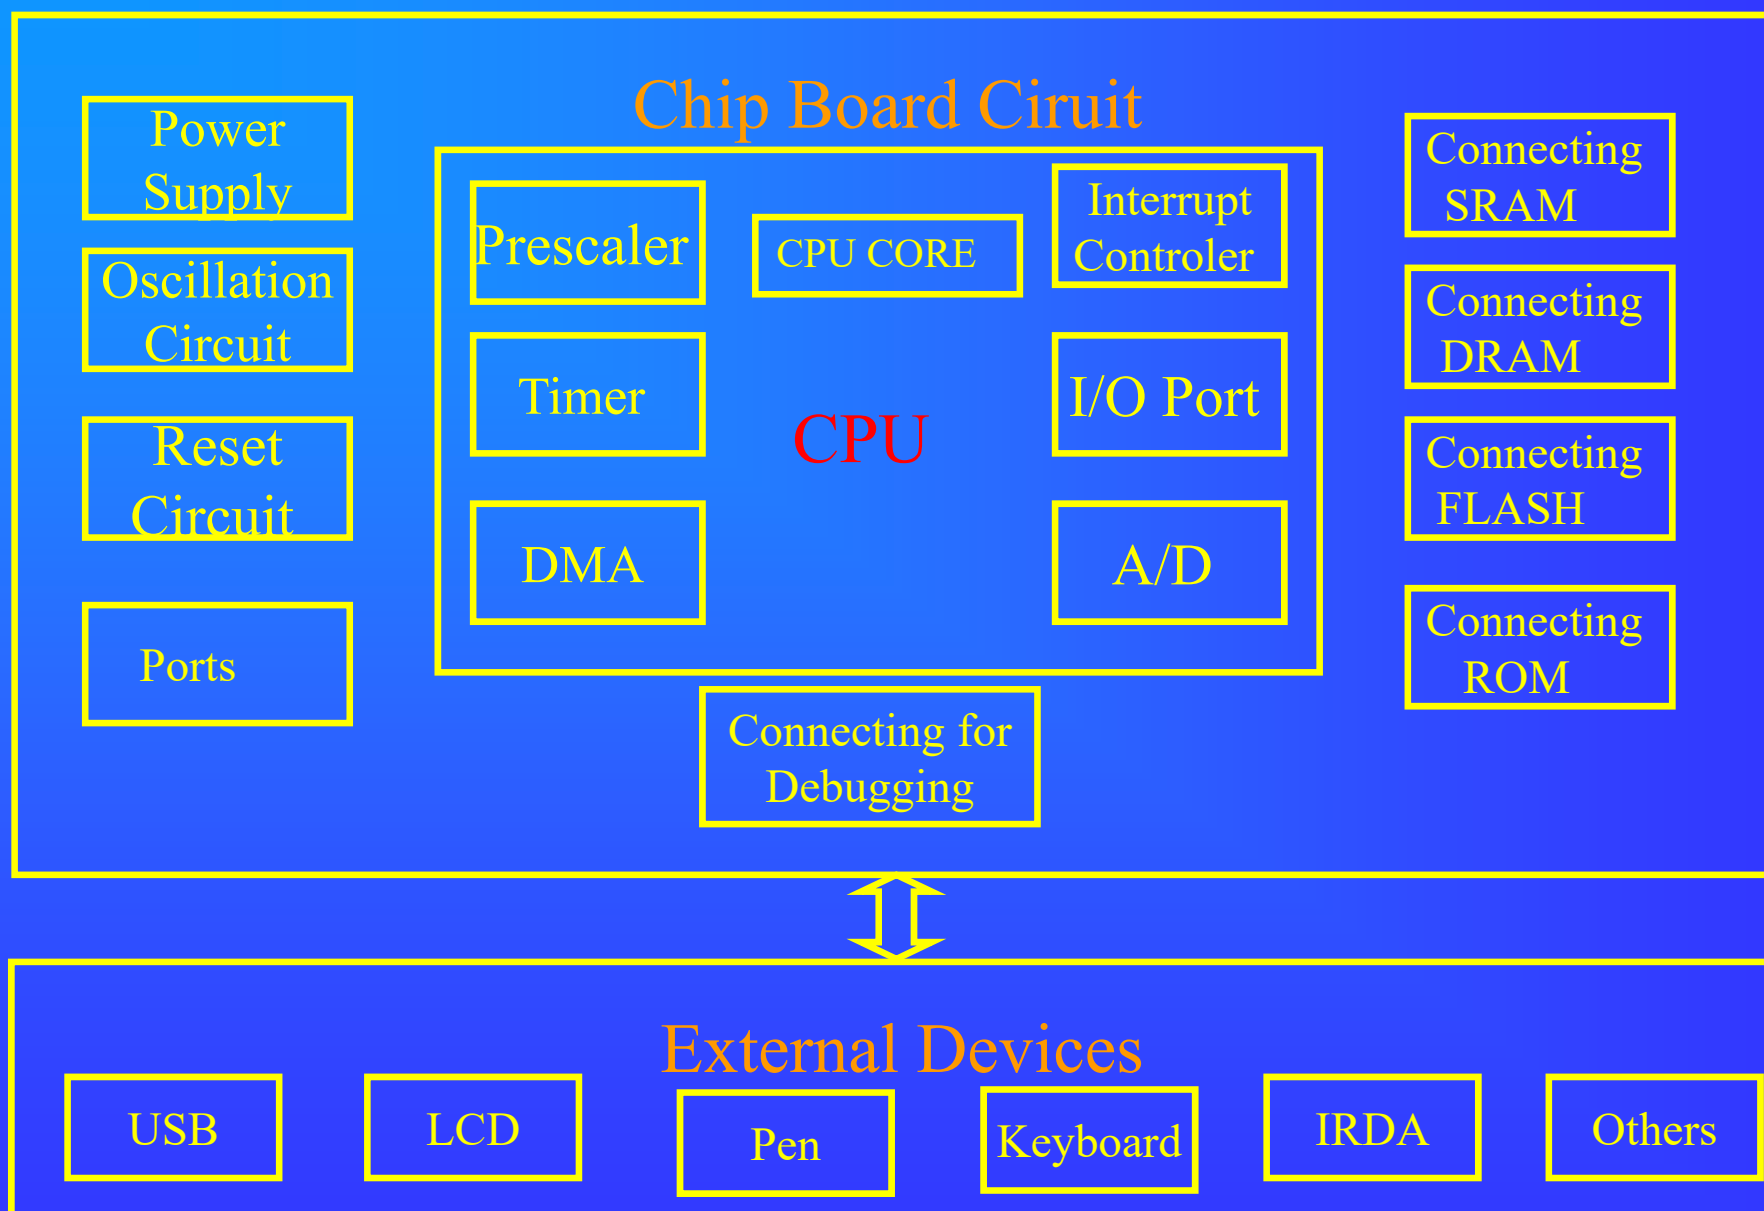 Chip Board Ciruit
Power
Supply
Oscillation
Circuit
Reset
Circuit
Ports
Prescaler
Timer
DMA
CPU CORE
CPU
Interrupt
Controler
I/O Port
A/D
Connecting for
Debugging
Connecting
SRAM
Connecting
DRAM
Connecting
FLASH
Connecting
ROM
External Devices
USB
LCD
Pen
Keyboard
IRDA
Others